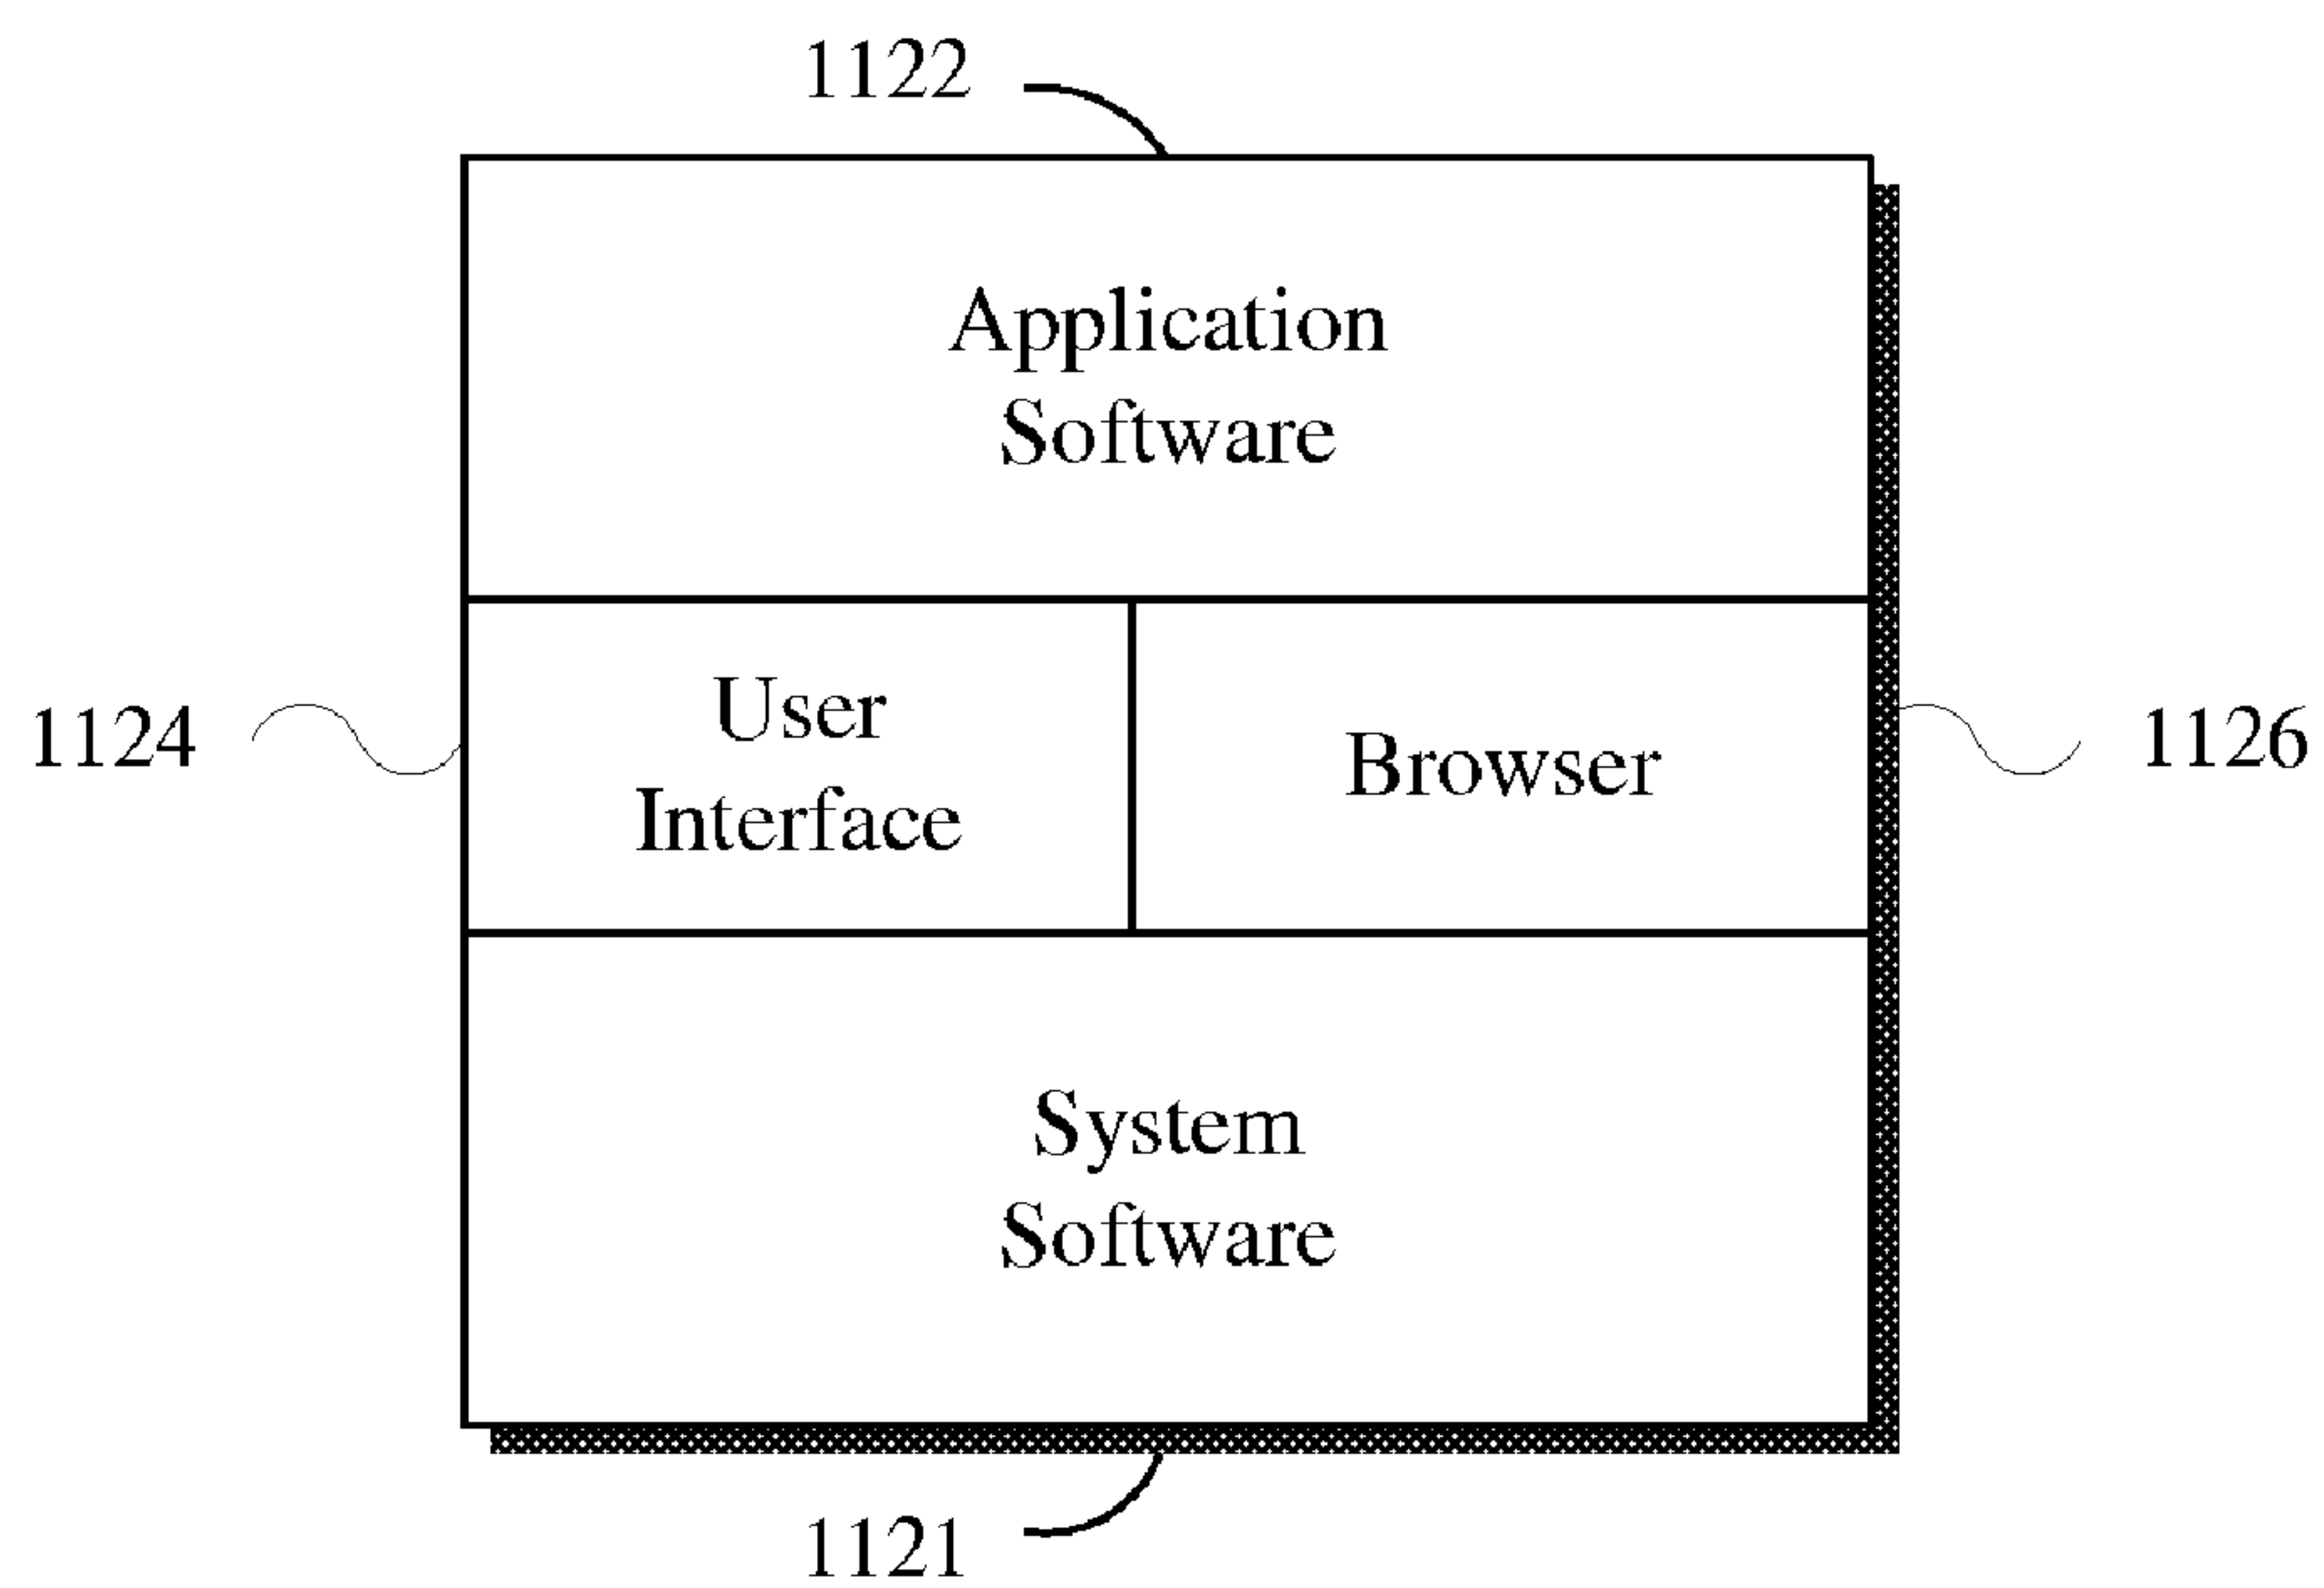 1122
Application
Software
1124
User
Interface
Browser
1126
System
Software
1121